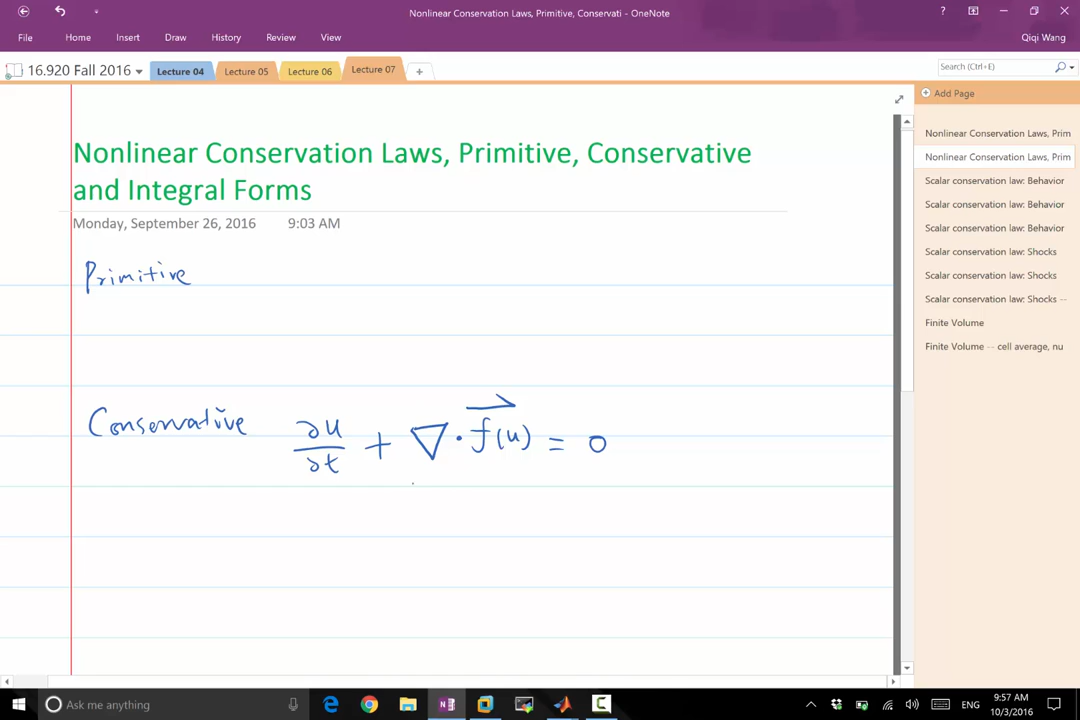 Nonlinear Conservation Laws, Primitive, Conservati - OneNote
?
File Home Insert Draw History Review View
Qiqi Wang
16.920 Fall 2016 Lecture 04 Lecture 05 Lecture 06 Lecture 07 +
Search (Ctrl+E)
Add Page
Nonlinear Conservation Laws, Prim
Nonlinear Conservation Laws, Prim
Scalar conservation law: Behavior
Scalar conservation law: Behavior
Scalar conservation law: Behavior
Scalar conservation law: Shocks
Scalar conservation law: Shocks
Scalar conservation law: Shocks --
Finite Volume
Finite Volume -- cell average, nu
Nonlinear Conservation Laws, Primitive, Conservative
and Integral Forms
Monday, September 26, 2016 9:03 AM
Primitive
Conservative ∂u/∂t + ∇ · f⃗(u) = 0
Ask me anything
ENG
9:57 AM
10/3/2016